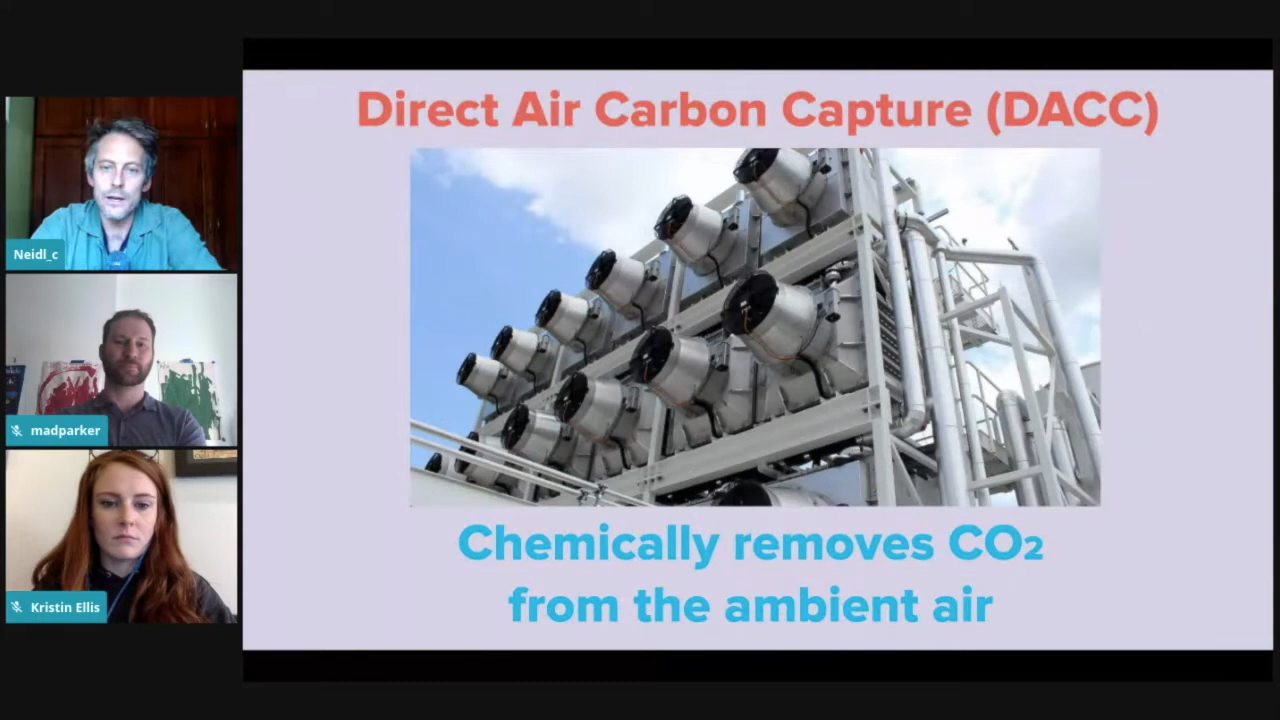 Direct Air Carbon Capture (DACC)
Neidl_c
madparker
Kristin Ellis
Chemically removes CO₂
from the ambient air